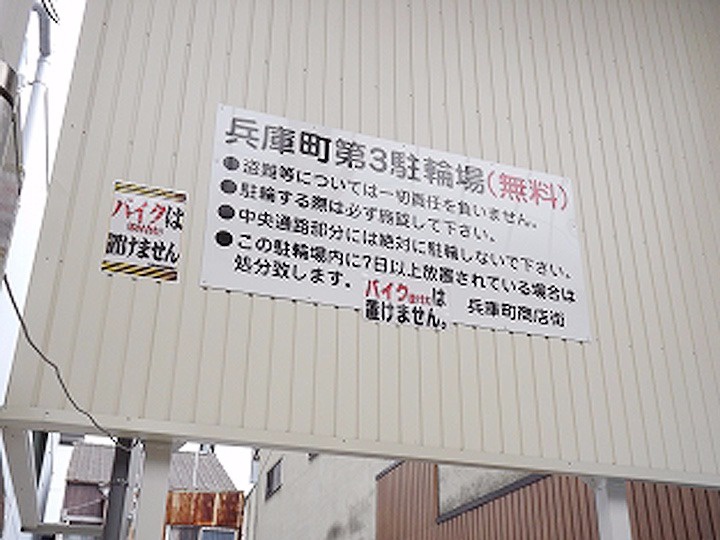 兵庫町第3駐輪場(無料)
●盗難等については一切責任を負いません。
●駐輪する際は必ず施錠して下さい。
●中央通路部分には絶対に駐輪しないで下さい。
●この駐輪場内に7日以上放置されている場合は
処分致します。
バイクは
置けません。
兵庫町商店街
バイクは
置けません